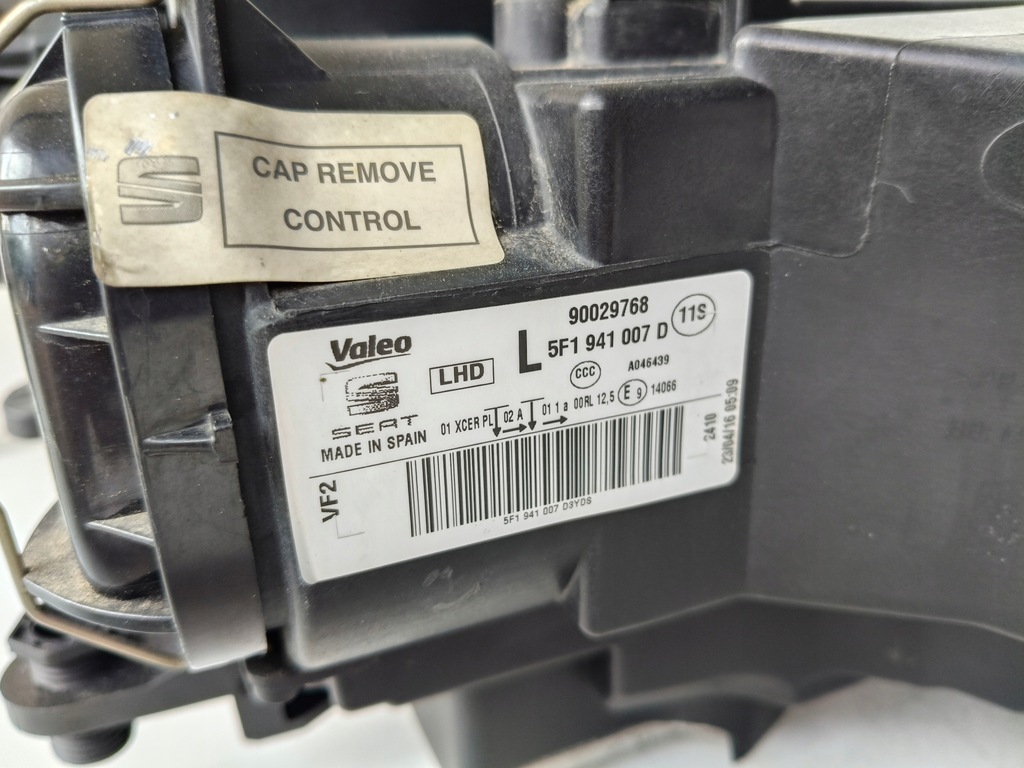 CAP REMOVE
CONTROL
Valeo
SEAT
MADE IN SPAIN
LHD
L
90029768
5F1 941 007 D
11S
CCC
A046439
01 XCER PL 02 A 01 1 a 00RL 12,5 E 9 14066
VF2
5F1 941 007 D3YDS
2410
23/04/16 05:09